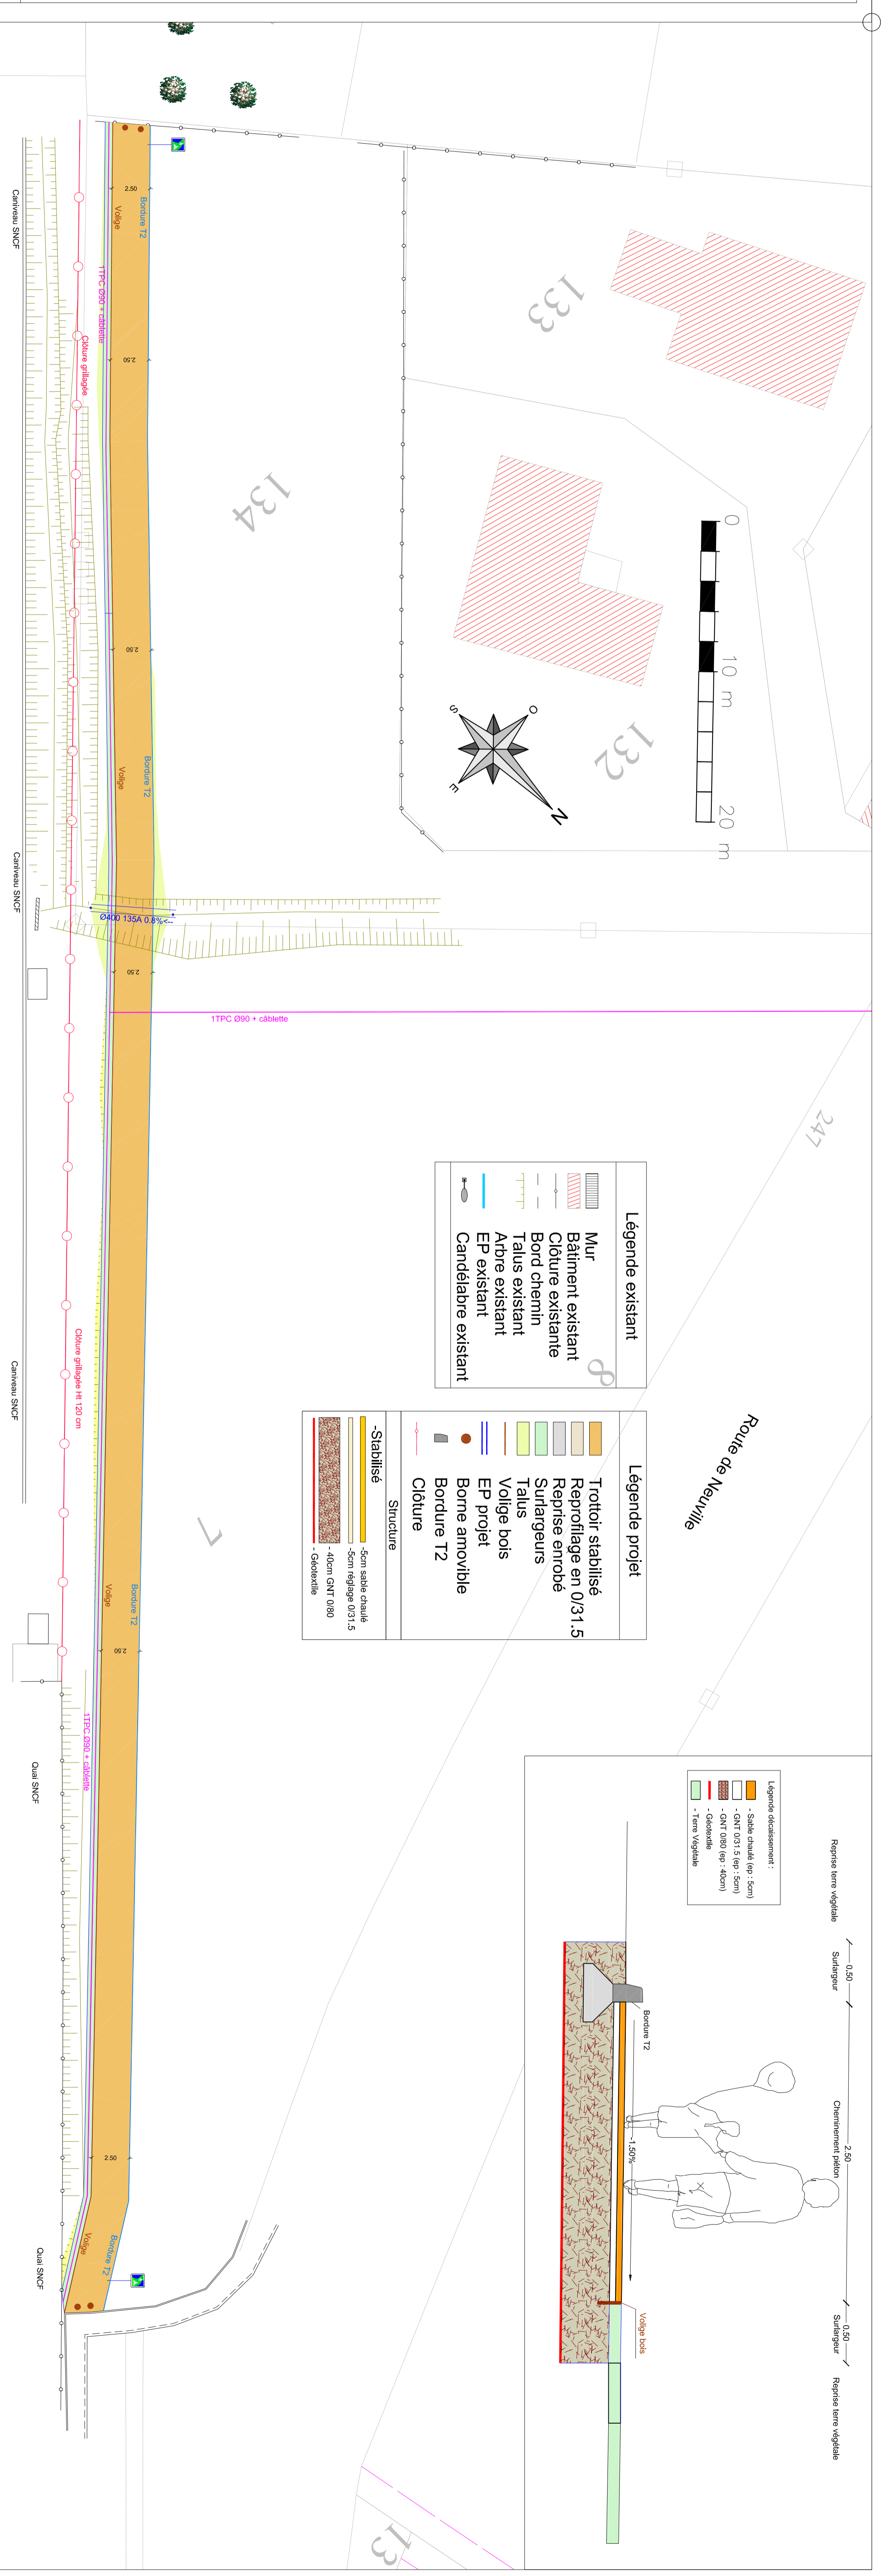 Caniveau SNCF
2.50
Volige
Bordure T2
1TPC Ø90 + câblette
Clôture grillagée
2.50
133
134
0
10 m
20 m
132
O
S
N
E
2.50
Volige
Bordure T2
Caniveau SNCF
Ø400 135A 0.8%<--
2.50
1TPC Ø90 + câblette
247
Légende existant
Mur
Bâtiment existant
Clôture existante
Bord chemin
Talus existant
Arbre existant
EP existant
Candélabre existant
8
Route de Neuville
Légende projet
Trottoir stabilisé
Reprofilage en 0/31.5
Reprise enrobé
Surlargeurs
Talus
Volige bois
EP projet
Borne amovible
Bordure T2
Clôture
Structure
-Stabilisé
-5cm sable chaulé
-5cm réglage 0/31.5
- 40cm GNT 0/80
- Géotextile
7
Clôture grillagée Ht 120 cm
Caniveau SNCF
Volige
Bordure T2
2.50
1TPC Ø90 + câblette
Quai SNCF
Légende décaissement :
- Sable chaulé (ep : 5cm)
- GNT 0/31.5 (ep : 5cm)
- GNT 0/80 (ep : 40cm)
- Géotextile
- Terre Végétale
Reprise terre végétale
0.50
Surlargeur
2.50
Cheminement piéton
0.50
Surlargeur
Reprise terre végétale
Bordure T2
1.50%
Volige bois
2.50
Volige
Bordure T2
Quai SNCF
13